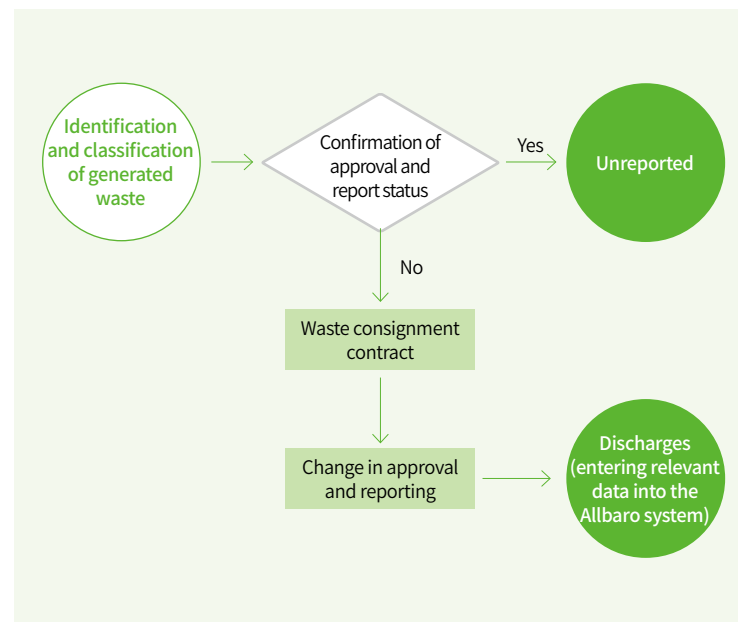 Identification
and classification
of generated
waste
Confirmation of
approval and
report status
Yes
Unreported
No
Waste consignment
contract
Change in approval
and reporting
Discharges
(entering relevant
data into the
Allbaro system)